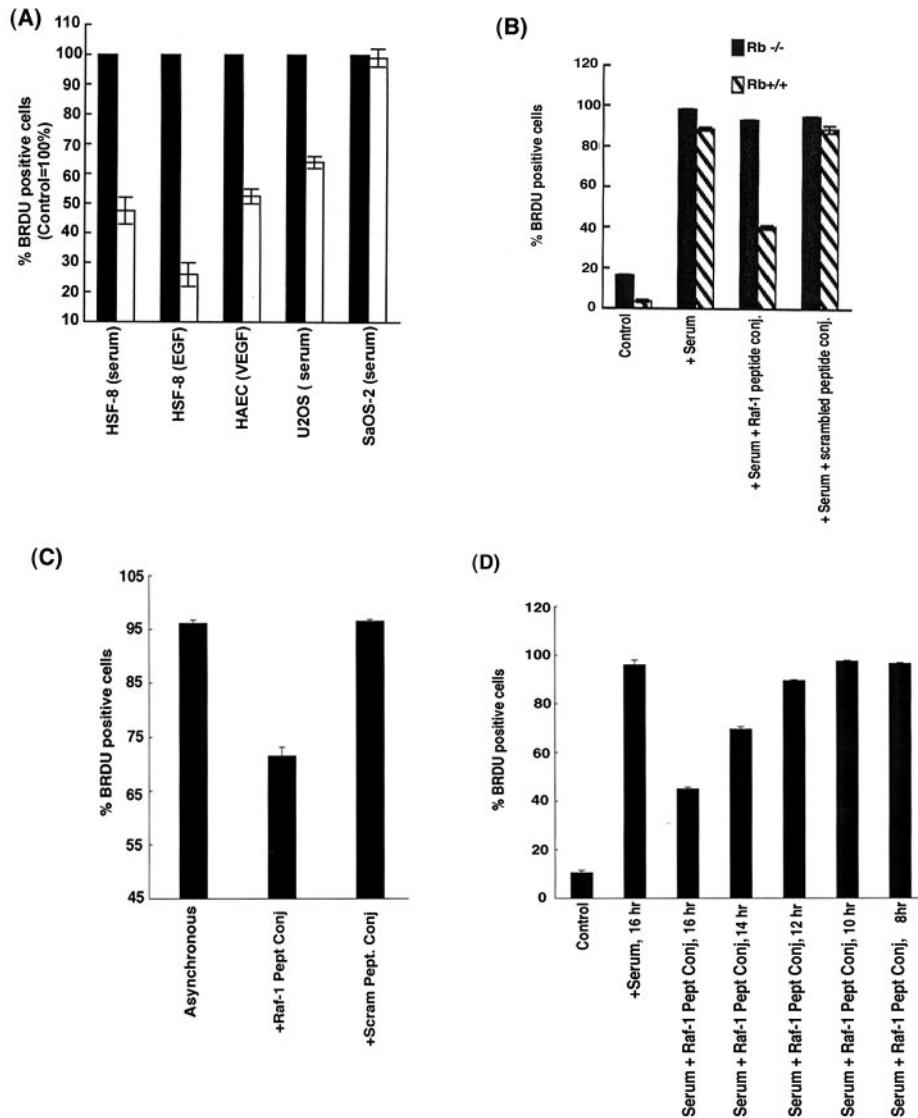 (A)
110
100
90
80
70
60
50
40
30
20
10
% BRDU positive cells
(Control=100%)
HSF-8 (serum)
HSF-8 (EGF)
HAEC (VEGF)
U2OS ( serum)
SaOS-2 (serum)
(B)
Rb -/-
Rb+/+
120
100
80
60
40
20
0
% BRDU positive cells
Control
+ Serum
+ Serum + Raf-1 peptide conj.
+ Serum + scrambled peptide conj.
(C)
105
95
85
75
65
55
45
% BRDU positive cells
Asynchronous
+Raf-1 Pept Conj
+Scram Pept. Conj
(D)
120
100
80
60
40
20
0
% BRDU positive cells
Control
+Serum, 16 hr
Serum + Raf-1 Pept Conj, 16 hr
Serum + Raf-1 Pept Conj, 14 hr
Serum + Raf-1 Pept Conj, 12 hr
Serum + Raf-1 Pept Conj, 10 hr
Serum + Raf-1 Pept Conj, 8hr